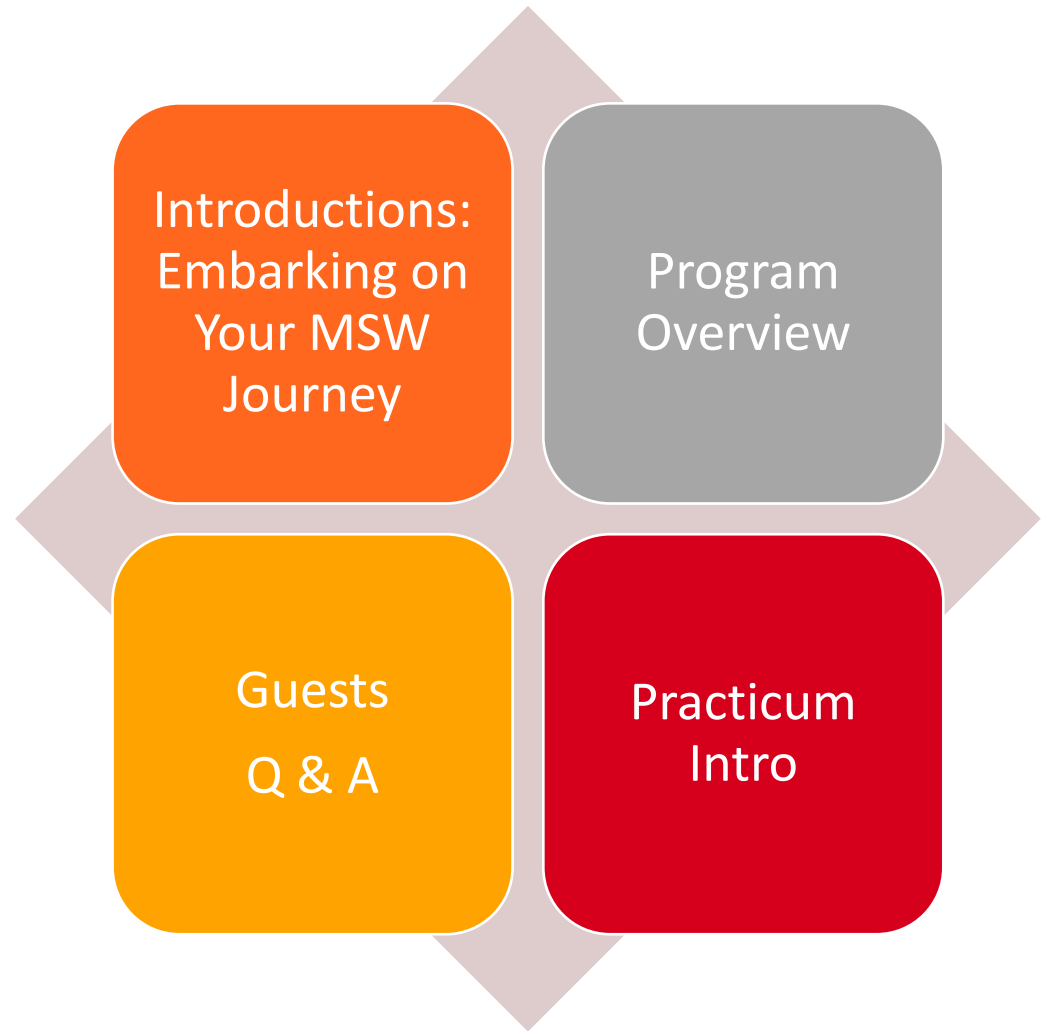 Introductions:
Embarking on
Your MSW
Journey
Program
Overview
Guests
Q & A
Practicum
Intro